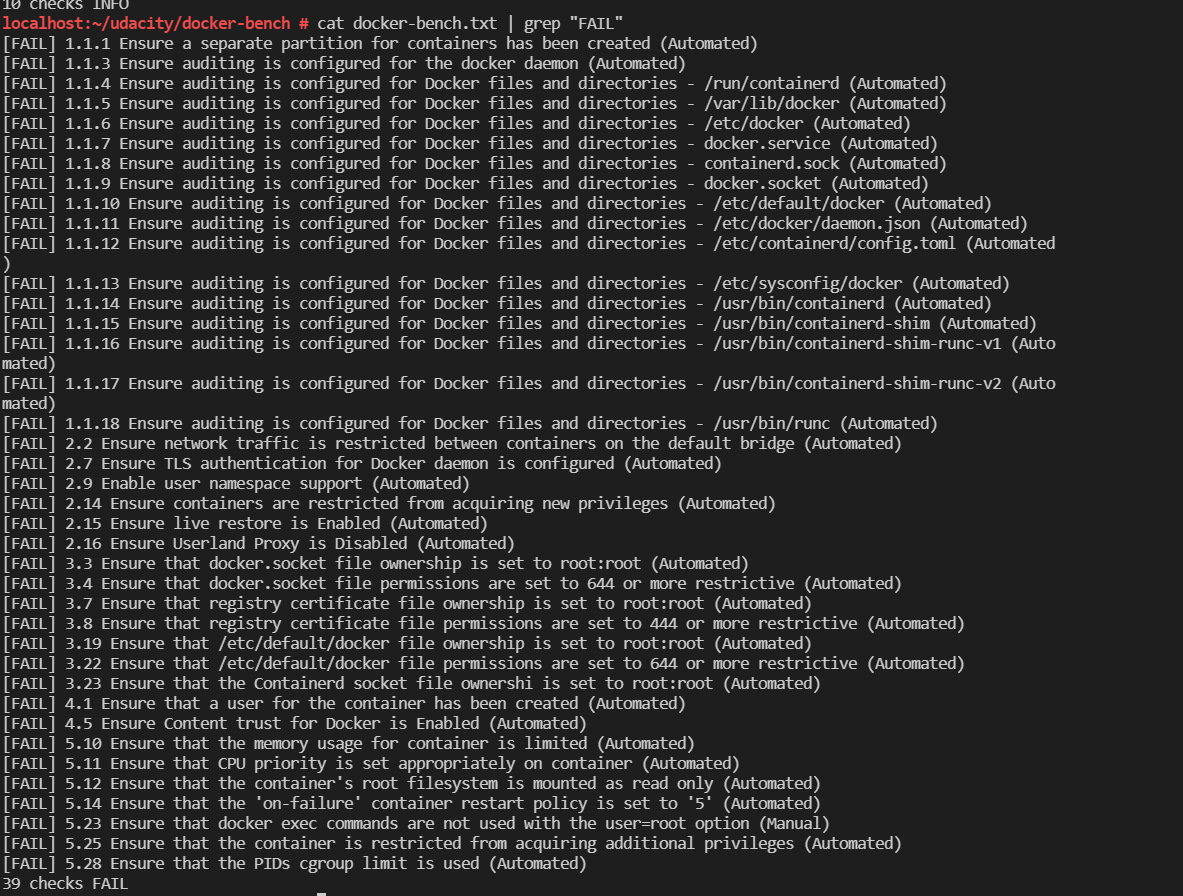 10 checks INFO
localhost:~/udacity/docker-bench # cat docker-bench.txt | grep "FAIL"
[FAIL] 1.1.1 Ensure a separate partition for containers has been created (Automated)
[FAIL] 1.1.3 Ensure auditing is configured for the docker daemon (Automated)
[FAIL] 1.1.4 Ensure auditing is configured for Docker files and directories - /run/containerd (Automated)
[FAIL] 1.1.5 Ensure auditing is configured for Docker files and directories - /var/lib/docker (Automated)
[FAIL] 1.1.6 Ensure auditing is configured for Docker files and directories - /etc/docker (Automated)
[FAIL] 1.1.7 Ensure auditing is configured for Docker files and directories - docker.service (Automated)
[FAIL] 1.1.8 Ensure auditing is configured for Docker files and directories - containerd.sock (Automated)
[FAIL] 1.1.9 Ensure auditing is configured for Docker files and directories - docker.socket (Automated)
[FAIL] 1.1.10 Ensure auditing is configured for Docker files and directories - /etc/default/docker (Automated)
[FAIL] 1.1.11 Ensure auditing is configured for Docker files and directories - /etc/docker/daemon.json (Automated)
[FAIL] 1.1.12 Ensure auditing is configured for Docker files and directories - /etc/containerd/config.toml (Automated
)
[FAIL] 1.1.13 Ensure auditing is configured for Docker files and directories - /etc/sysconfig/docker (Automated)
[FAIL] 1.1.14 Ensure auditing is configured for Docker files and directories - /usr/bin/containerd (Automated)
[FAIL] 1.1.15 Ensure auditing is configured for Docker files and directories - /usr/bin/containerd-shim (Automated)
[FAIL] 1.1.16 Ensure auditing is configured for Docker files and directories - /usr/bin/containerd-shim-runc-v1 (Auto
mated)
[FAIL] 1.1.17 Ensure auditing is configured for Docker files and directories - /usr/bin/containerd-shim-runc-v2 (Auto
mated)
[FAIL] 1.1.18 Ensure auditing is configured for Docker files and directories - /usr/bin/runc (Automated)
[FAIL] 2.2 Ensure network traffic is restricted between containers on the default bridge (Automated)
[FAIL] 2.7 Ensure TLS authentication for Docker daemon is configured (Automated)
[FAIL] 2.9 Enable user namespace support (Automated)
[FAIL] 2.14 Ensure containers are restricted from acquiring new privileges (Automated)
[FAIL] 2.15 Ensure live restore is Enabled (Automated)
[FAIL] 2.16 Ensure Userland Proxy is Disabled (Automated)
[FAIL] 3.3 Ensure that docker.socket file ownership is set to root:root (Automated)
[FAIL] 3.4 Ensure that docker.socket file permissions are set to 644 or more restrictive (Automated)
[FAIL] 3.7 Ensure that registry certificate file ownership is set to root:root (Automated)
[FAIL] 3.8 Ensure that registry certificate file permissions are set to 444 or more restrictive (Automated)
[FAIL] 3.19 Ensure that /etc/default/docker file ownership is set to root:root (Automated)
[FAIL] 3.22 Ensure that /etc/default/docker file permissions are set to 644 or more restrictive (Automated)
[FAIL] 3.23 Ensure that the Containerd socket file ownershi is set to root:root (Automated)
[FAIL] 4.1 Ensure that a user for the container has been created (Automated)
[FAIL] 4.5 Ensure Content trust for Docker is Enabled (Automated)
[FAIL] 5.10 Ensure that the memory usage for container is limited (Automated)
[FAIL] 5.11 Ensure that CPU priority is set appropriately on container (Automated)
[FAIL] 5.12 Ensure that the container's root filesystem is mounted as read only (Automated)
[FAIL] 5.14 Ensure that the 'on-failure' container restart policy is set to '5' (Automated)
[FAIL] 5.23 Ensure that docker exec commands are not used with the user=root option (Manual)
[FAIL] 5.25 Ensure that the container is restricted from acquiring additional privileges (Automated)
[FAIL] 5.28 Ensure that the PIDs cgroup limit is used (Automated)
39 checks FAIL